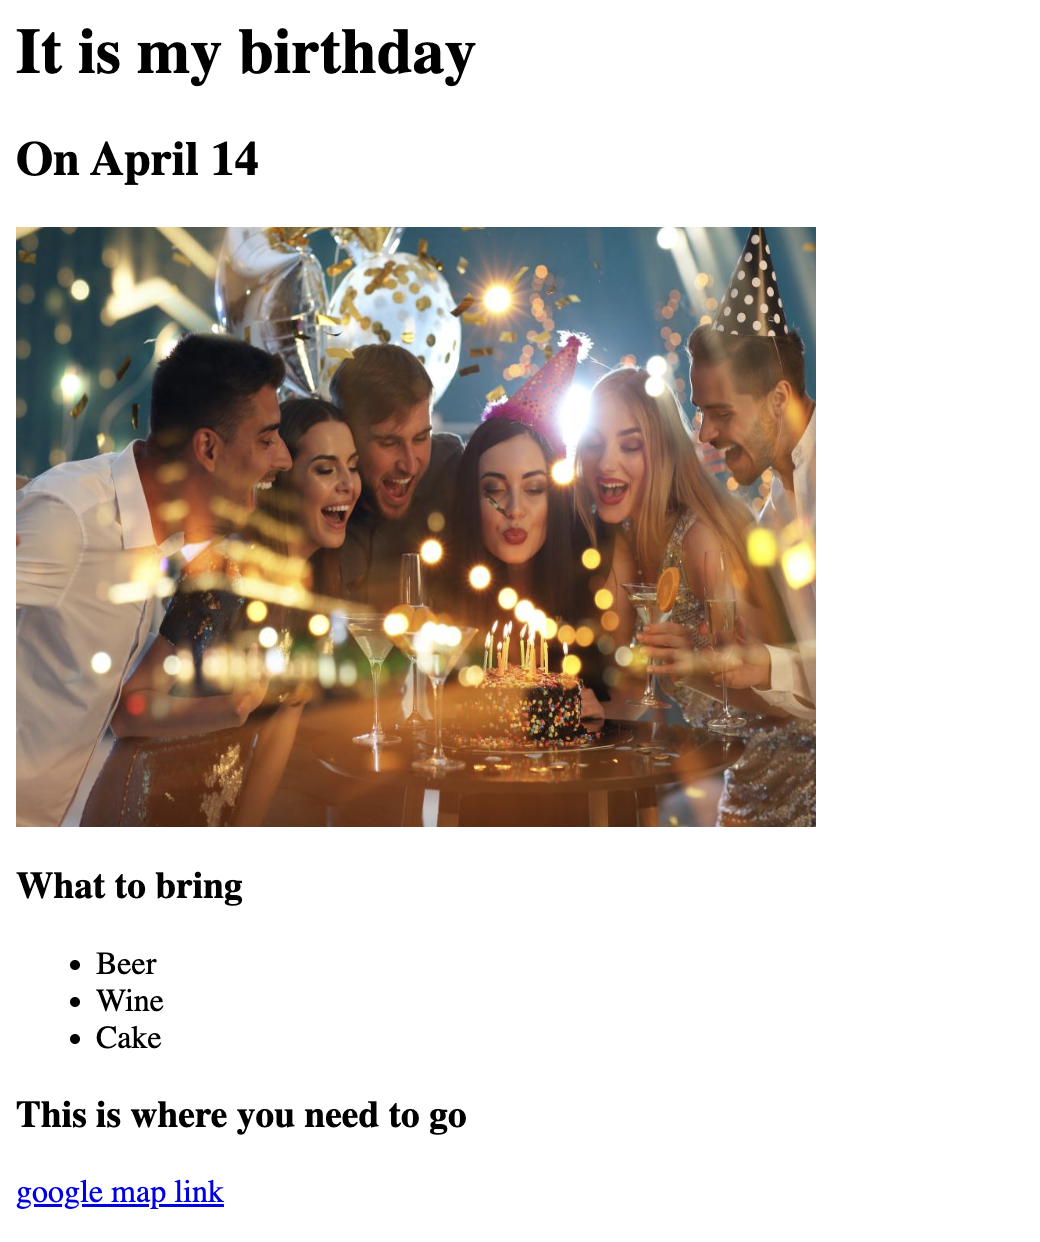 It is my birthday
On April 14
What to bring
Beer
Wine
Cake
This is where you need to go
google map link